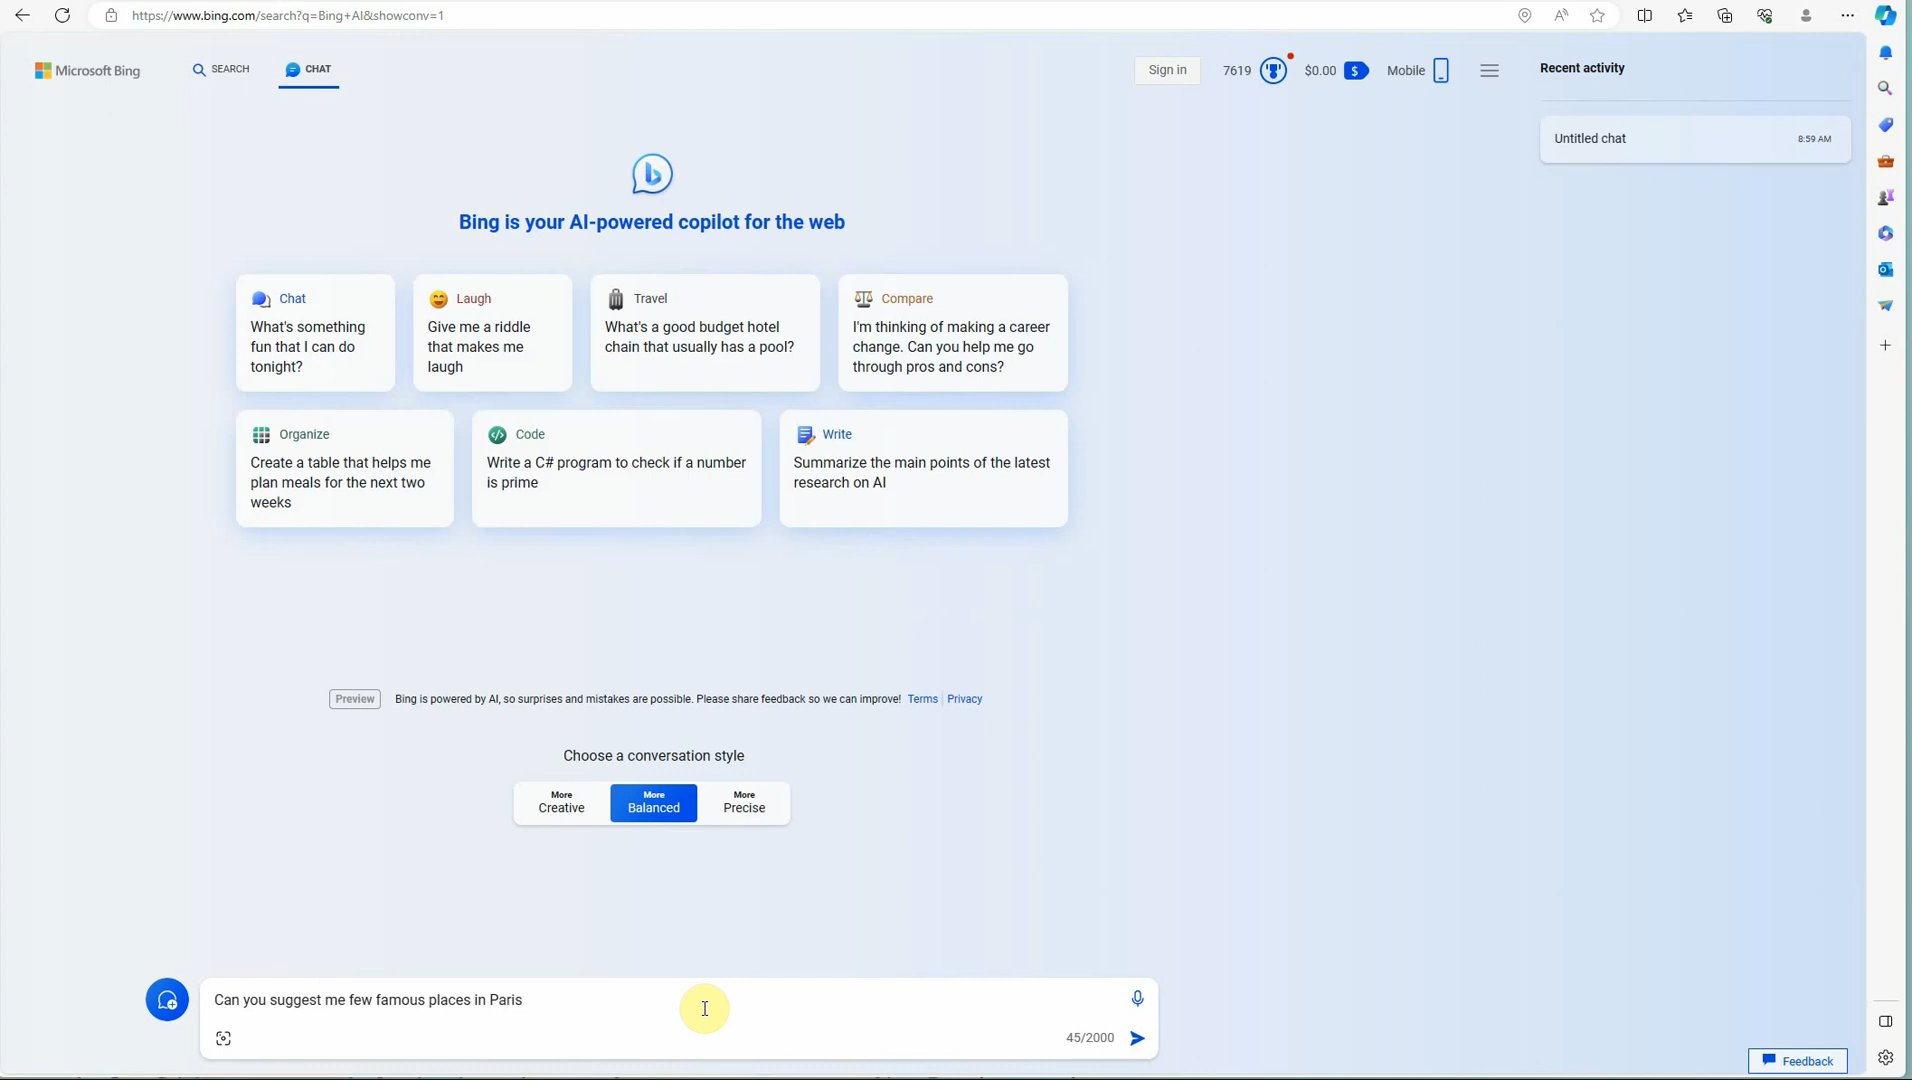 https://www.bing.com/search?q=Bing+AI&showconv=1
Microsoft Bing
SEARCH
CHAT
Sign in
7619
$0.00
$
Mobile
Recent activity
Untitled chat
8:59 AM
Bing is your AI-powered copilot for the web
Chat
What's something
fun that I can do
tonight?
Laugh
Give me a riddle
that makes me
laugh
Travel
What's a good budget hotel
chain that usually has a pool?
Compare
I'm thinking of making a career
change. Can you help me go
through pros and cons?
Organize
Create a table that helps me
plan meals for the next two
weeks
Code
Write a C# program to check if a number
is prime
Write
Summarize the main points of the latest
research on AI
Preview
Bing is powered by AI, so surprises and mistakes are possible. Please share feedback so we can improve! Terms Privacy
Choose a conversation style
More
Creative
More
Balanced
More
Precise
Can you suggest me few famous places in Paris
45/2000
Feedback